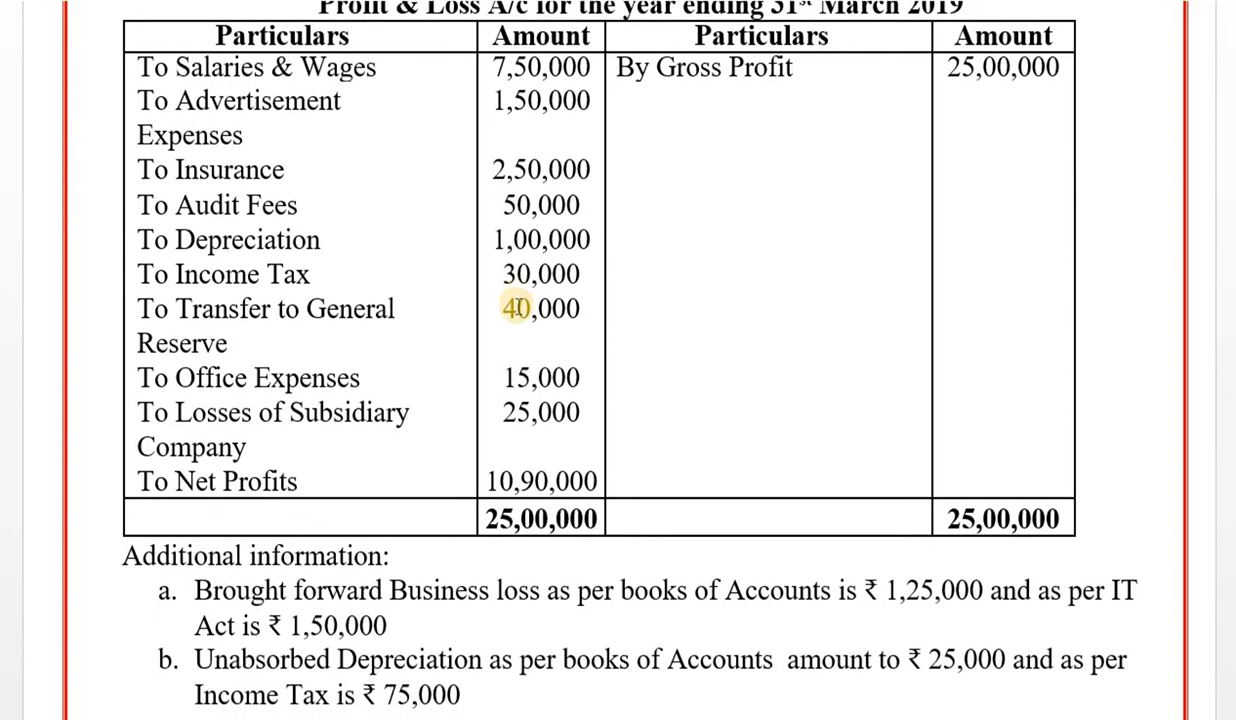 Profit & Loss A/c for the year ending 31st March 2019
Particulars Amount Particulars Amount
To Salaries & Wages 7,50,000 By Gross Profit 25,00,000
To Advertisement 1,50,000
Expenses
To Insurance 2,50,000
To Audit Fees 50,000
To Depreciation 1,00,000
To Income Tax 30,000
To Transfer to General 40,000
Reserve
To Office Expenses 15,000
To Losses of Subsidiary 25,000
Company
To Net Profits 10,90,000
25,00,000 25,00,000
Additional information:
a. Brought forward Business loss as per books of Accounts is ₹ 1,25,000 and as per IT
Act is ₹ 1,50,000
b. Unabsorbed Depreciation as per books of Accounts amount to ₹ 25,000 and as per
Income Tax is ₹ 75,000